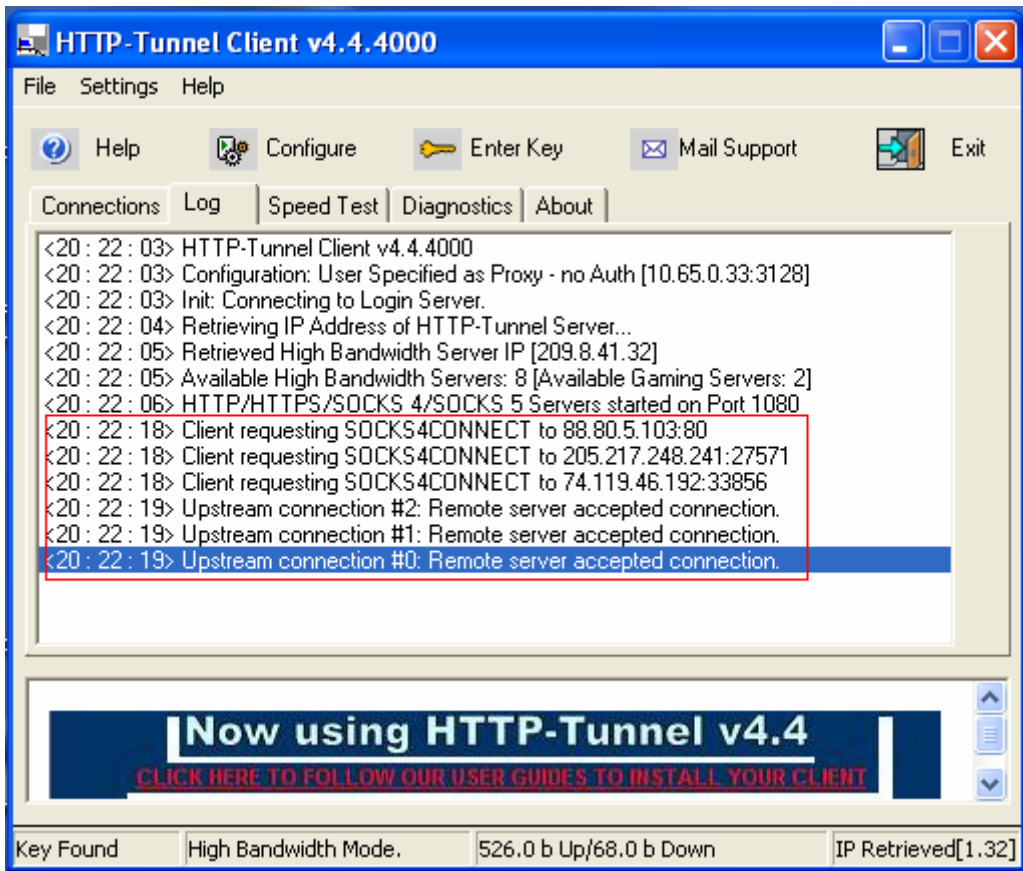 HTTP-Tunnel Client v4.4.4000
File Settings Help
Help Configure Enter Key Mail Support Exit
Connections Log Speed Test Diagnostics About
<20 : 22 : 03> HTTP-Tunnel Client v4.4.4000
<20 : 22 : 03> Configuration: User Specified as Proxy - no Auth [10.65.0.33:3128]
<20 : 22 : 03> Init: Connecting to Login Server.
<20 : 22 : 04> Retrieving IP Address of HTTP-Tunnel Server...
<20 : 22 : 05> Retrieved High Bandwidth Server IP [209.8.41.32]
<20 : 22 : 05> Available High Bandwidth Servers: 8 [Available Gaming Servers: 2]
<20 : 22 : 06> HTTP/HTTPS/SOCKS 4/SOCKS 5 Servers started on Port 1080
<20 : 22 : 18> Client requesting SOCKS4CONNECT to 88.80.5.103:80
<20 : 22 : 18> Client requesting SOCKS4CONNECT to 205.217.248.241:27571
<20 : 22 : 18> Client requesting SOCKS4CONNECT to 74.119.46.192:33856
<20 : 22 : 19> Upstream connection #2: Remote server accepted connection.
<20 : 22 : 19> Upstream connection #1: Remote server accepted connection.
<20 : 22 : 19> Upstream connection #0: Remote server accepted connection.
Now using HTTP-Tunnel v4.4
CLICK HERE TO FOLLOW OUR USER GUIDES TO INSTALL YOUR CLIENT
Key Found High Bandwidth Mode. 526.0 b Up/68.0 b Down IP Retrieved[1.32]